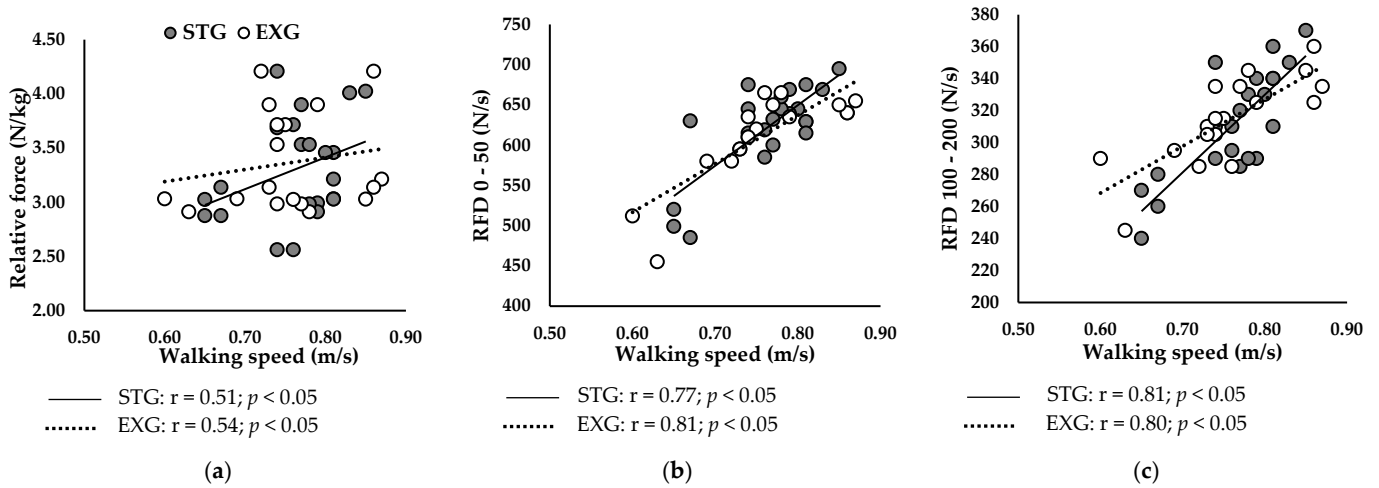 STG EXG
Relative force (N/kg)
4.50
4.00
3.50
3.00
2.50
2.00
0.50 0.60 0.70 0.80 0.90
Walking speed (m/s)
STG: r = 0.51; p < 0.05
EXG: r = 0.54; p < 0.05
(a)
RFD 0 - 50 (N/s)
750
700
650
600
550
500
450
400
0.50 0.60 0.70 0.80 0.90
Walking speed (m/s)
STG: r = 0.77; p < 0.05
EXG: r = 0.81; p < 0.05
(b)
RFD 100 - 200 (N/s)
380
360
340
320
300
280
260
240
220
200
0.50 0.60 0.70 0.80 0.90
Walking speed (m/s)
STG: r = 0.81; p < 0.05
EXG: r = 0.80; p < 0.05
(c)